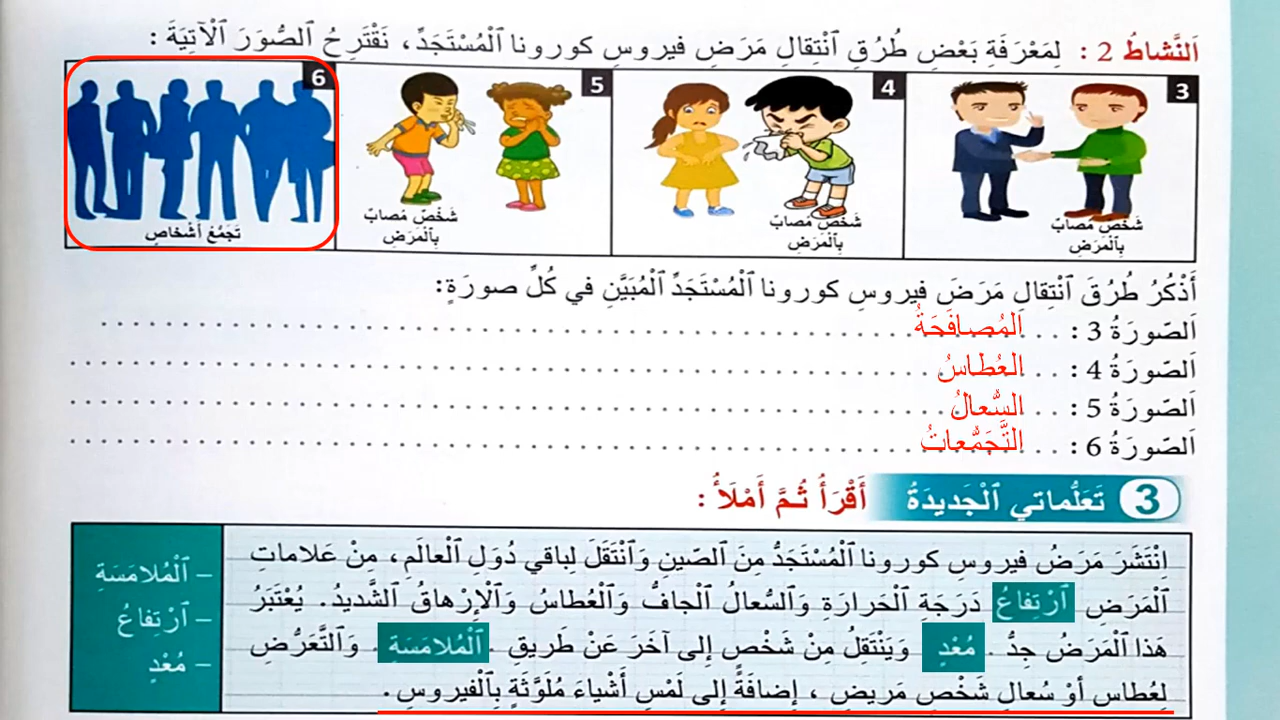 اَلنَّشاطُ 2 : لِمَعْرَفَةِ بَعْضِ طُرُقِ ٱنْتِقالِ مَرَضِ فيروسِ كورونا ٱلْمُسْتَجَدِّ، نَقْتَرِحُ ٱلصُّوَرَ ٱلْآتِيَةَ :
3
شَخْصٌ مُصابٌ
بِٱلْمَرَضِ
4
شَخْصٌ مُصابٌ
بِٱلْمَرَضِ
5
شَخْصٌ مُصابٌ
بِٱلْمَرَضِ
6
تَجَمُّعُ أَشْخاصٍ
أَذْكُرُ طُرُقَ ٱنْتِقالِ مَرَضَ فيروسِ كورونا ٱلْمُسْتَجَدِّ ٱلْمُبَيَّنِ في كُلِّ صورَةٍ:
اَلصّورَةُ 3 : المُصافَحَةُ
اَلصّورَةُ 4 : العُطاسُ
اَلصّورَةُ 5 : السُّعالُ
اَلصّورَةُ 6 : التَّجَمُّعاتُ
3 تَعَلُّماتي ٱلْجَديدَةُ أَقْرَأُ ثُمَّ أَمْلَأُ :
اِنْتَشَرَ مَرَضُ فيروسِ كورونا ٱلْمُسْتَجَدُّ مِنَ ٱلصّينِ وَٱنْتَقَلَ لِباقي دُوَلِ ٱلْعالَمِ، مِنْ عَلاماتِ
ٱلْمَرَضِ ٱرْتِفاعُ دَرَجَةِ ٱلْحَرارَةِ وَٱلسُّعالُ ٱلْجافُّ وَٱلْعُطاسُ وَٱلْإِرْهاقُ ٱلشَّديدُ. يُعْتَبَرُ
هَذا ٱلْمَرَضُ جِدُّ . مُعْدٍ وَيَنْتَقِلُ مِنْ شَخْصٍ إِلى آخَرَ عَنْ طَريقِ . ٱلْمُلامَسَةِ . وَٱلتَّعَرُّضِ
لِعُطاسٍ أَوْ سُعالِ شَخْصٍ مَريضٍ ، إِضافَةً إِلى لَمْسِ أَشْياءَ مُلَوَّثَةٍ بِٱلْفيروسِ .
– ٱلْمُلامَسَةِ
– ٱرْتِفاعُ
– مُعْدٍ